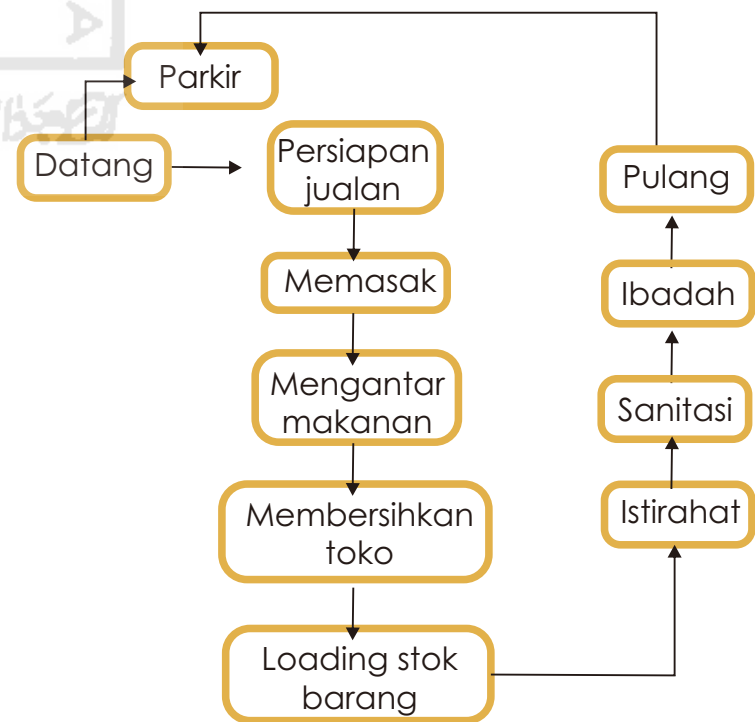 Parkir
Datang
Persiapan
jualan
Memasak
Mengantar
makanan
Membersihkan
toko
Loading stok
barang
Istirahat
Sanitasi
Ibadah
Pulang